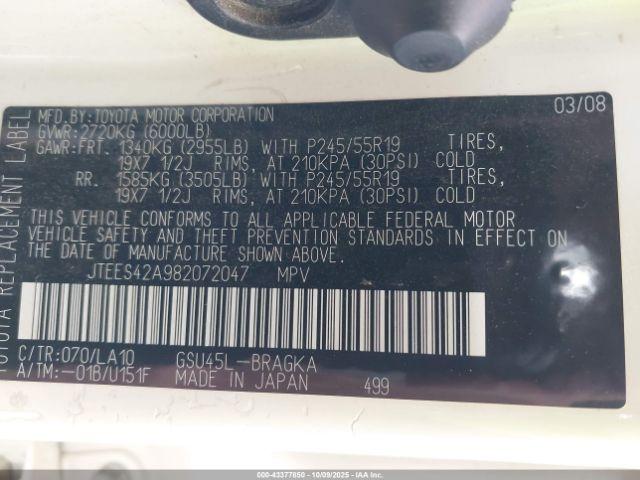 TOYOTA REPLACEMENT LABEL
MFD.BY:TOYOTA MOTOR CORPORATION 03/08
GVWR:2720KG (6000LB)
GAWR:FRT. 1340KG (2955LB) WITH P245/55R19 TIRES,
19X7 1/2J RIMS, AT 210KPA (30PSI) COLD
RR. 1585KG (3505LB) WITH P245/55R19 TIRES,
19X7 1/2J RIMS, AT 210KPA (30PSI) COLD
THIS VEHICLE CONFORMS TO ALL APPLICABLE FEDERAL MOTOR
VEHICLE SAFETY AND THEFT PREVENTION STANDARDS IN EFFECT ON
THE DATE OF MANUFACTURE SHOWN ABOVE.
JTEES42A982072047 MPV
C/TR:070/LA10 GSU45L-BRAGKA
A/TM:-01B/U151F MADE IN JAPAN 499
000-43377850 | 10/09/2025 | Copyright © IAA, LLC